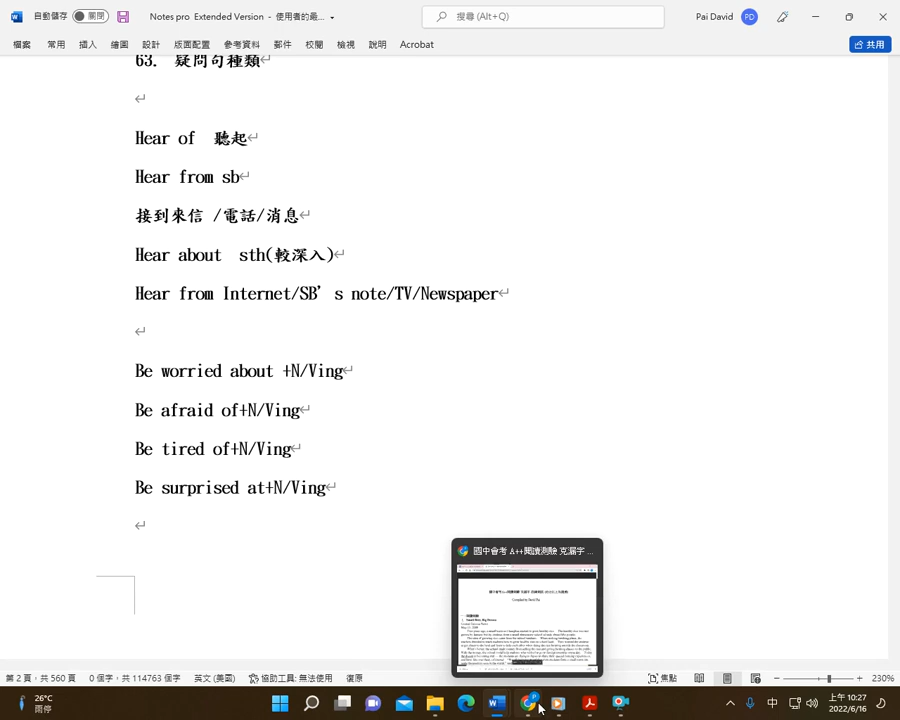 自動儲存 關閉 Notes pro Extended Version - 使用者的最... 搜尋 (Alt+Q) Pai David PD
檔案 常用 插入 繪圖 設計 版面配置 參考資料 郵件 校閱 檢視 說明 Acrobat 共用
63. 疑問句種類
Hear of 聽起
Hear from sb
接到來信 /電話/消息
Hear about sth(較深入)
Hear from Internet/SB's note/TV/Newspaper
Be worried about +N/Ving
Be afraid of+N/Ving
Be tired of+N/Ving
Be surprised at+N/Ving
國中會考 A++閱讀測驗 克漏字 ...
第 2 頁，共 560 頁 0 個字，共 114763 個字 英文 (美國) 協助工具: 無法使用 復原 焦點 230%
26°C
雨停
中 上午 10:27
2022/6/16